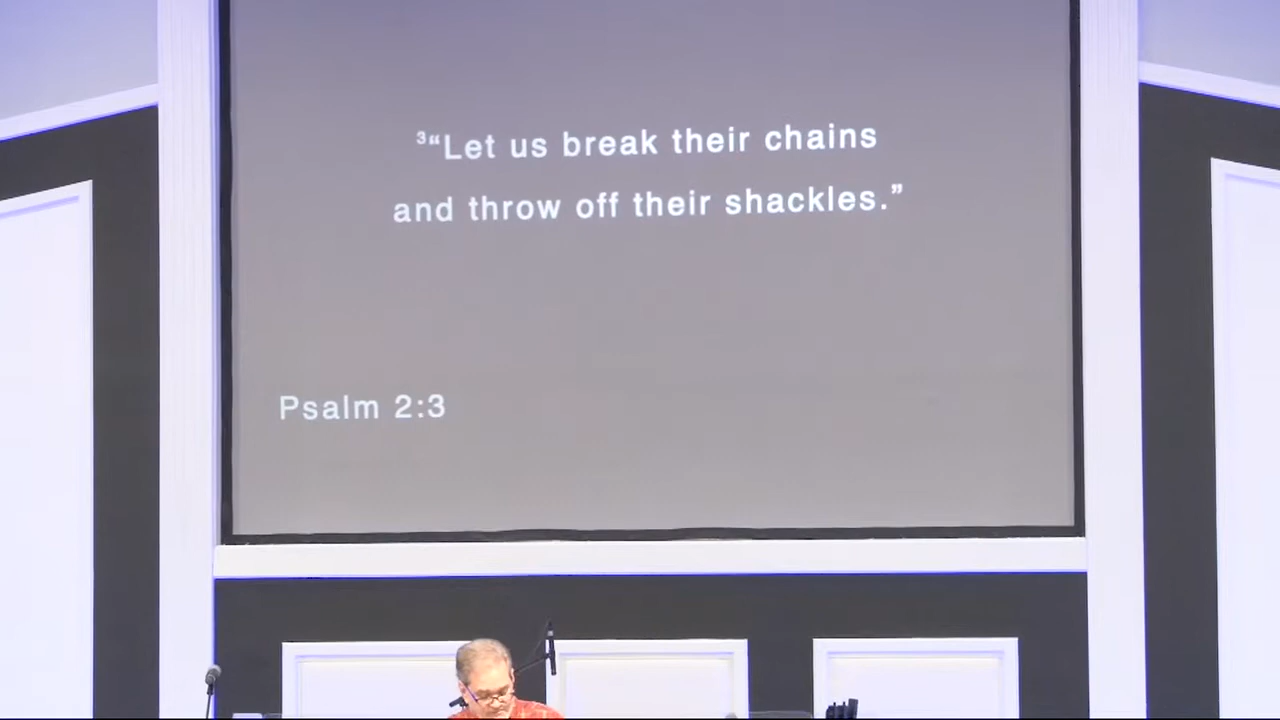 ³“Let us break their chains
and throw off their shackles.”
Psalm 2:3